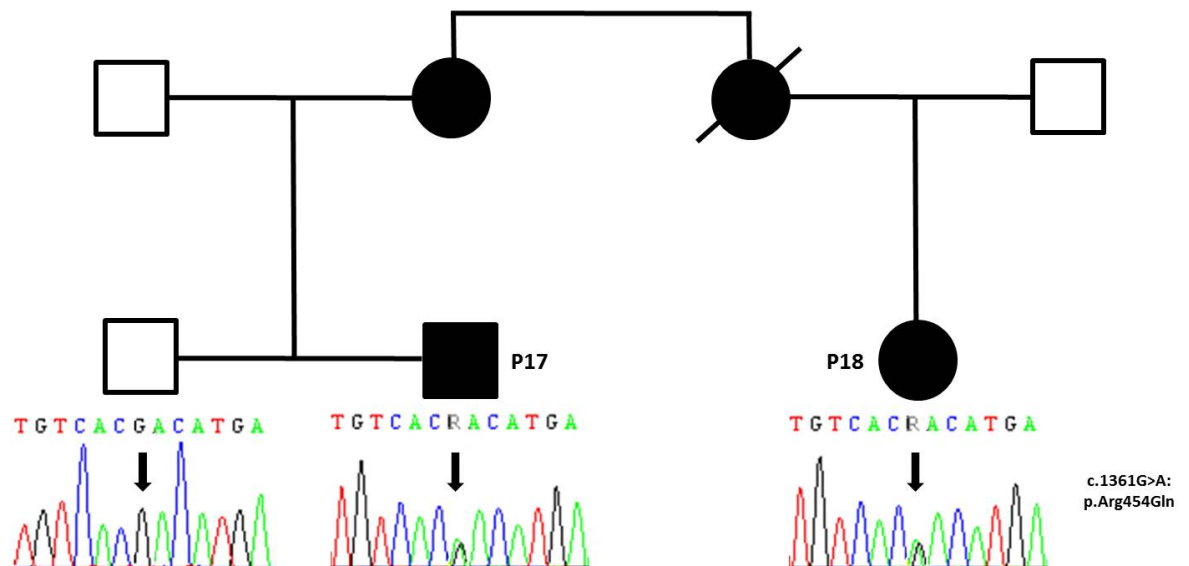 P17
P18
TGTCACGACATGA
TGTCACRACATGA
TGTCACRACATGA
c.1361G>A:
p.Arg454Gln